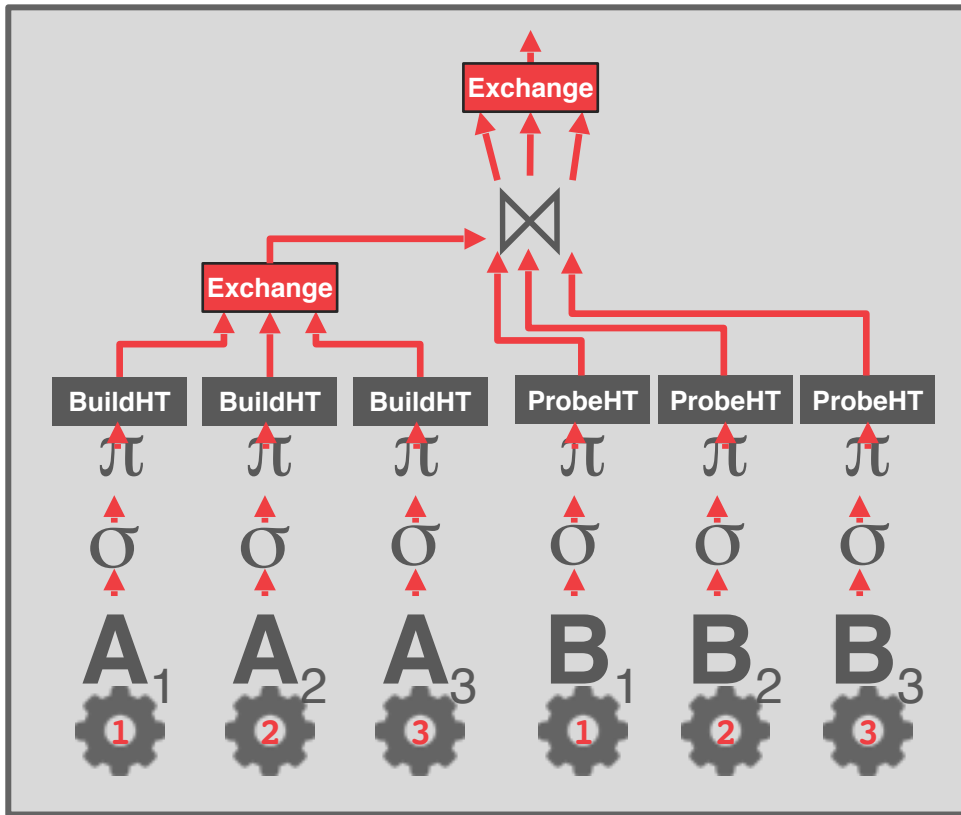 Exchange
⋈
Exchange
BuildHT BuildHT BuildHT ProbeHT ProbeHT ProbeHT
π π π π π π
σ σ σ σ σ σ
A1 A2 A3 B1 B2 B3
1 2 3 1 2 3